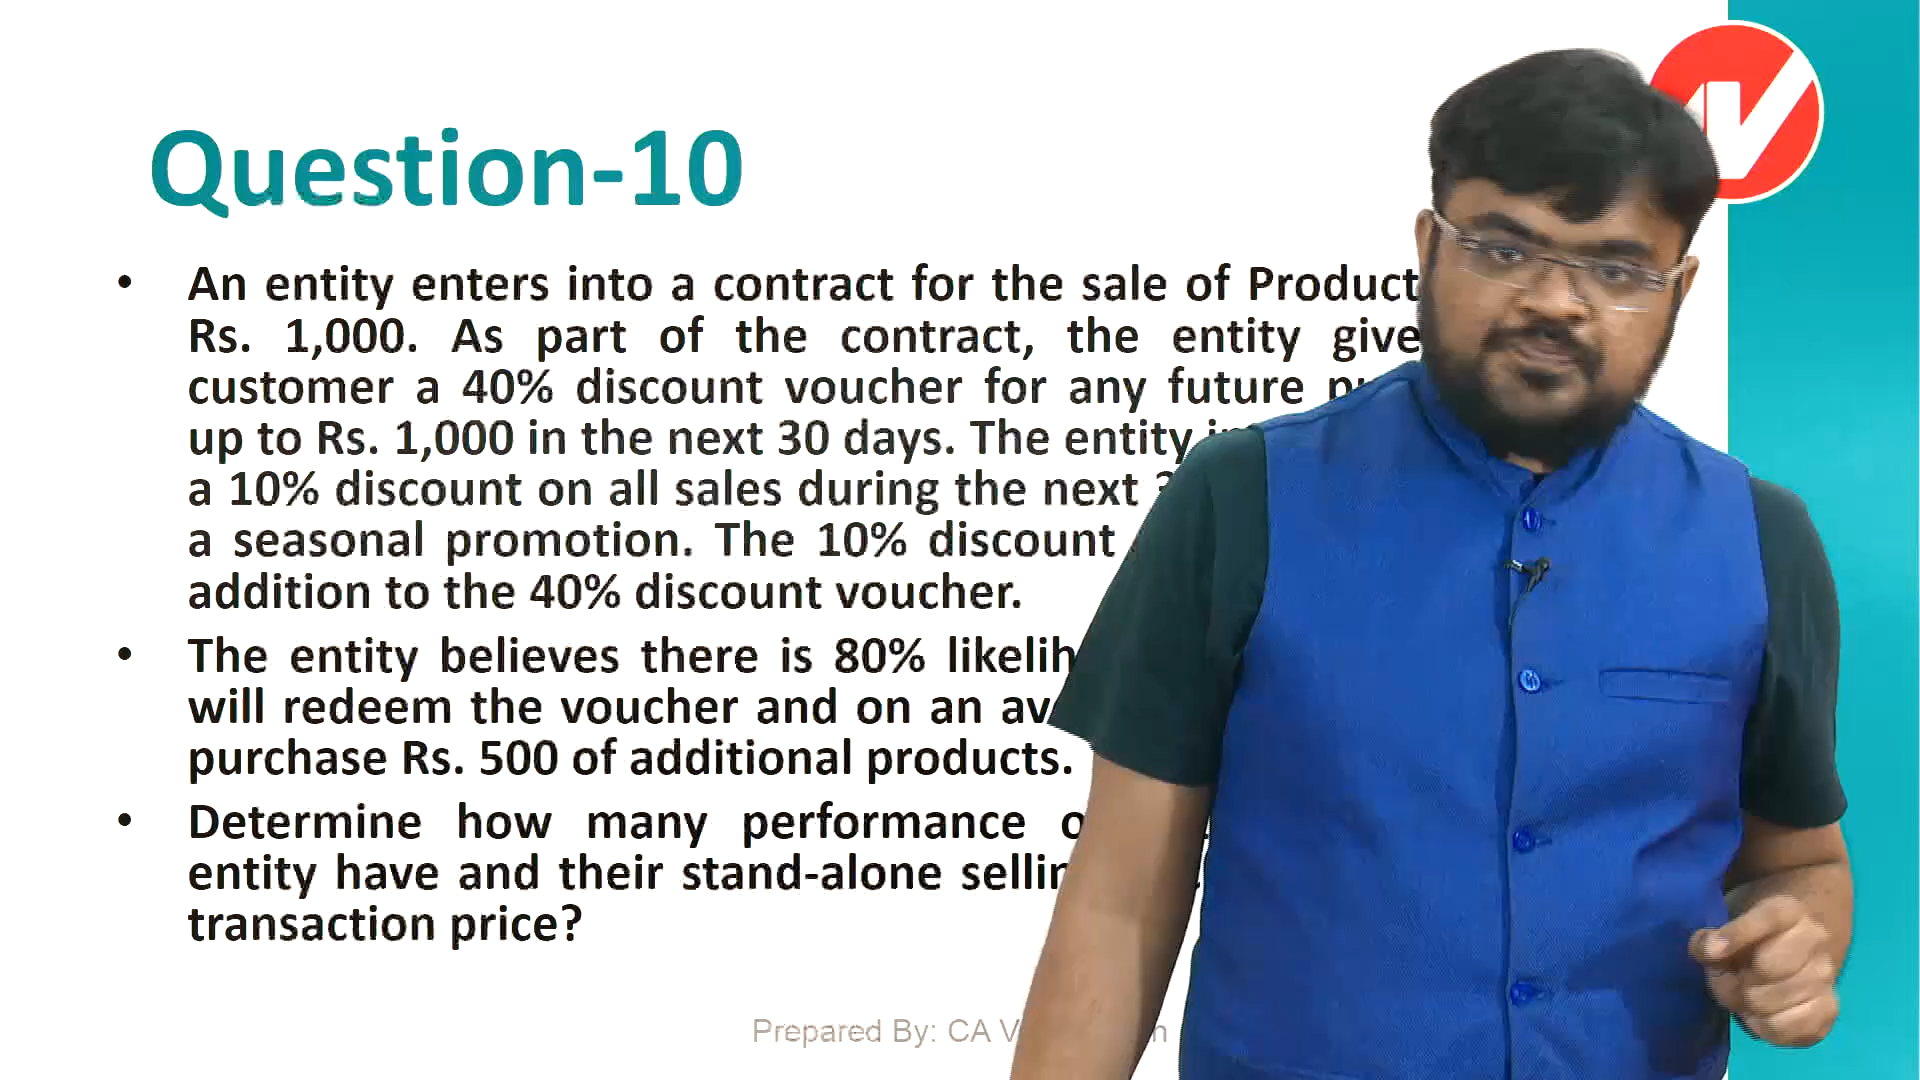 Question-10
• An entity enters into a contract for the sale of Product
Rs. 1,000. As part of the contract, the entity give
customer a 40% discount voucher for any future
up to Rs. 1,000 in the next 30 days. The entity
a 10% discount on all sales during the next
a seasonal promotion. The 10% discount
addition to the 40% discount voucher.
• The entity believes there is 80%
will redeem the voucher and on an
purchase Rs. 500 of additional products.
• Determine how many performance
entity have and their stand-alone
transaction price?
Prepared By: CA